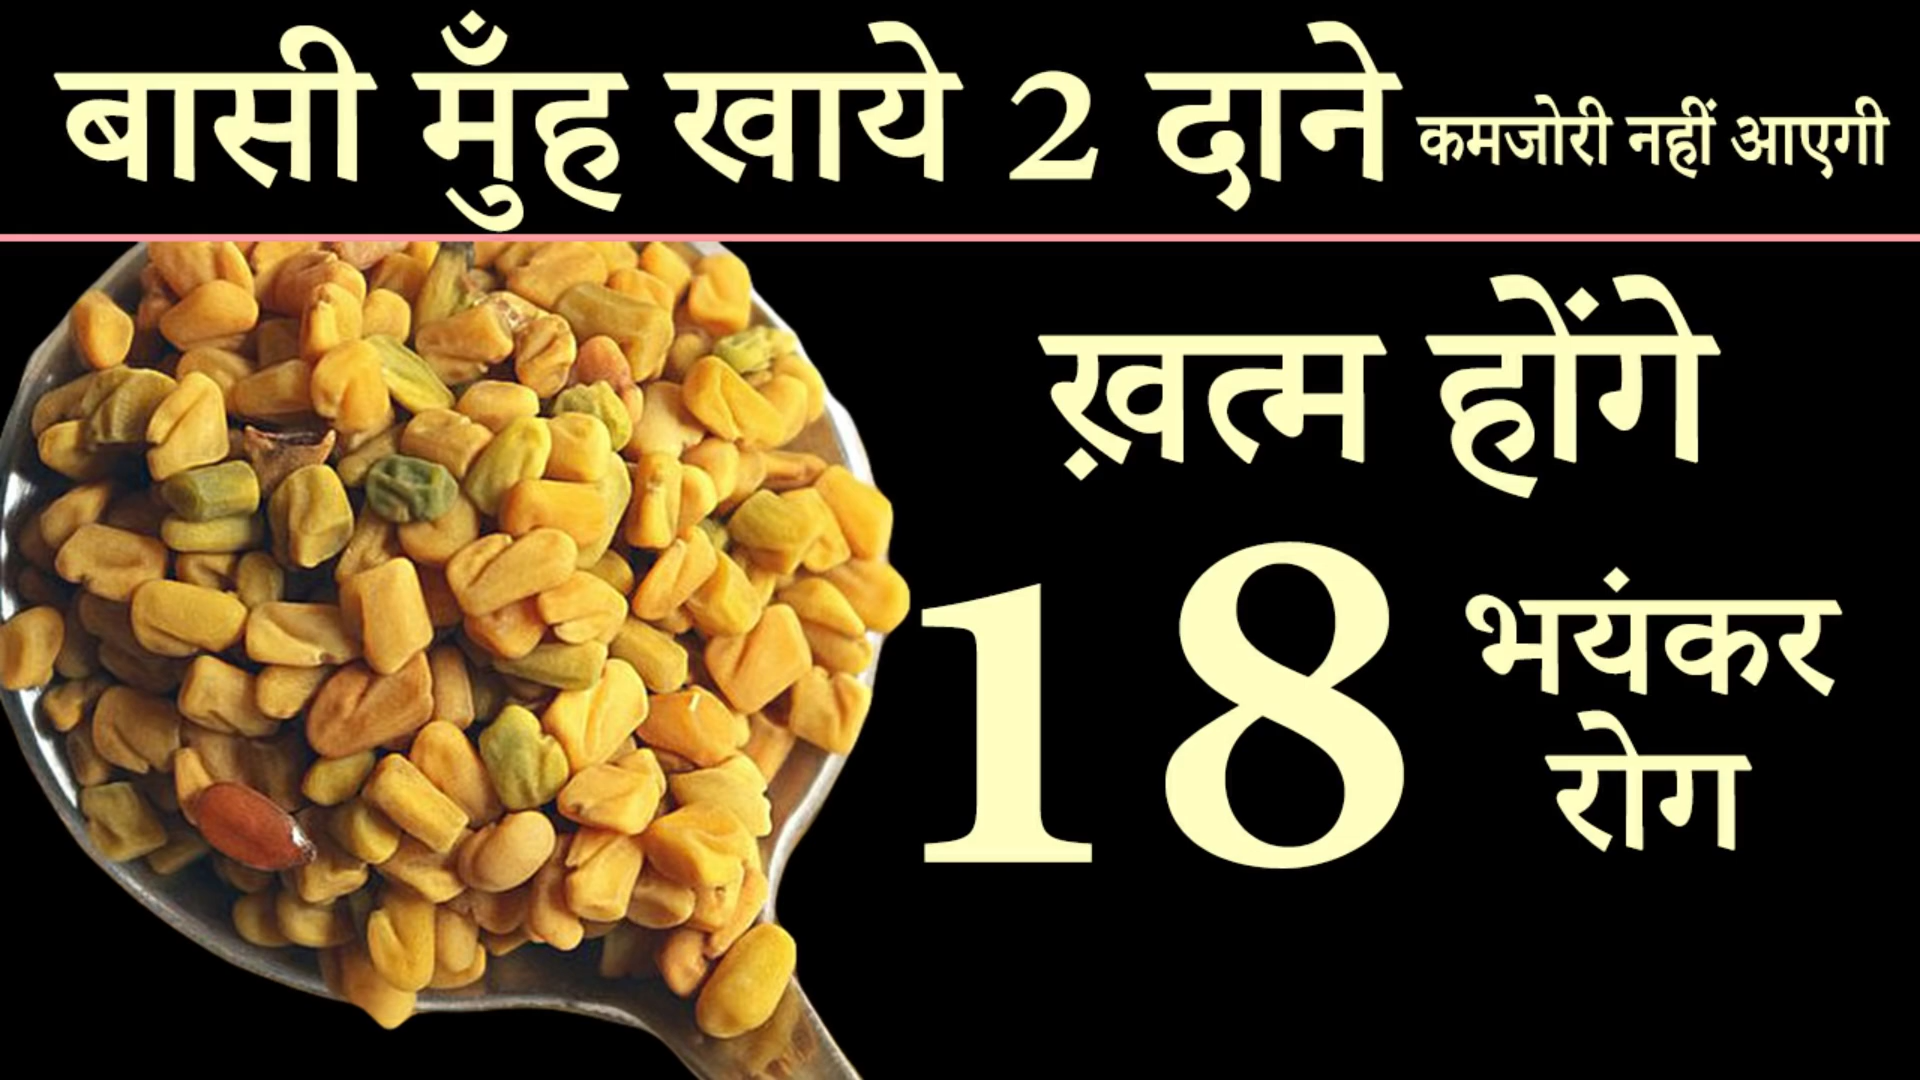 बासी मुँह खाये 2 दाने कमजोरी नहीं आएगी
ख़त्म होंगे
18 भयंकर
रोग